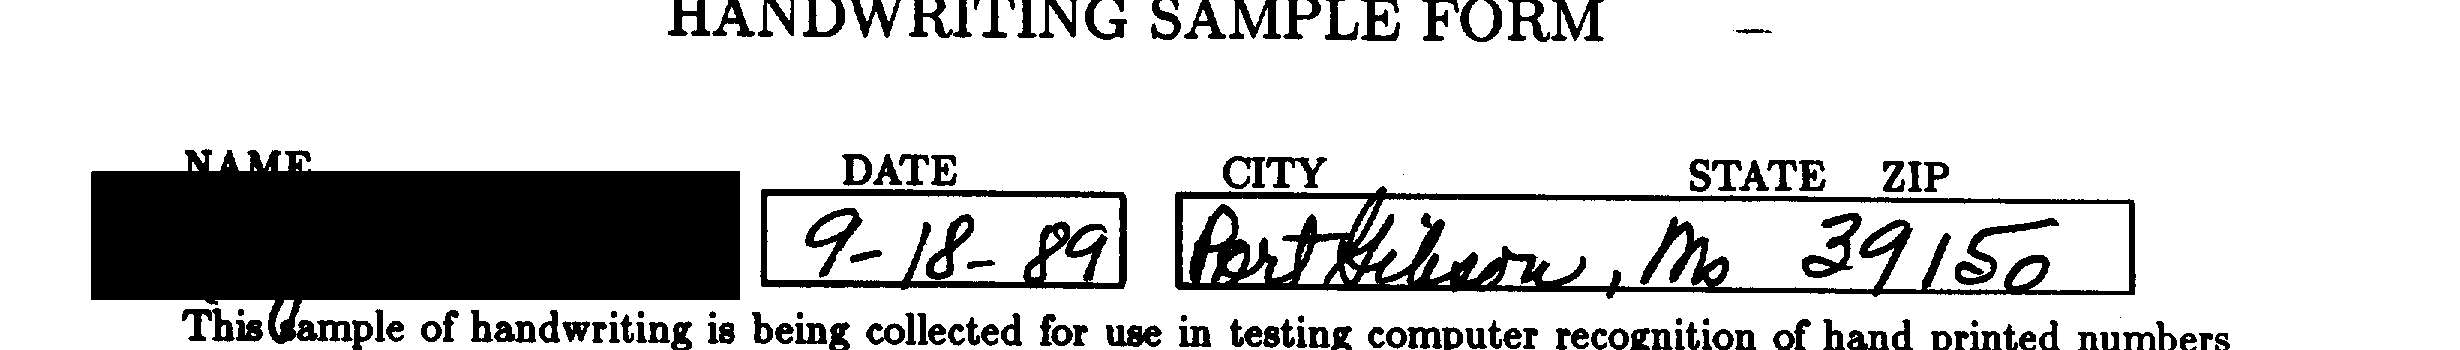 HANDWRITING SAMPLE FORM
NAME DATE CITY STATE ZIP
9-18-89 Port Gibson, Ms 39150
This sample of handwriting is being collected for use in testing computer recognition of hand printed numbers